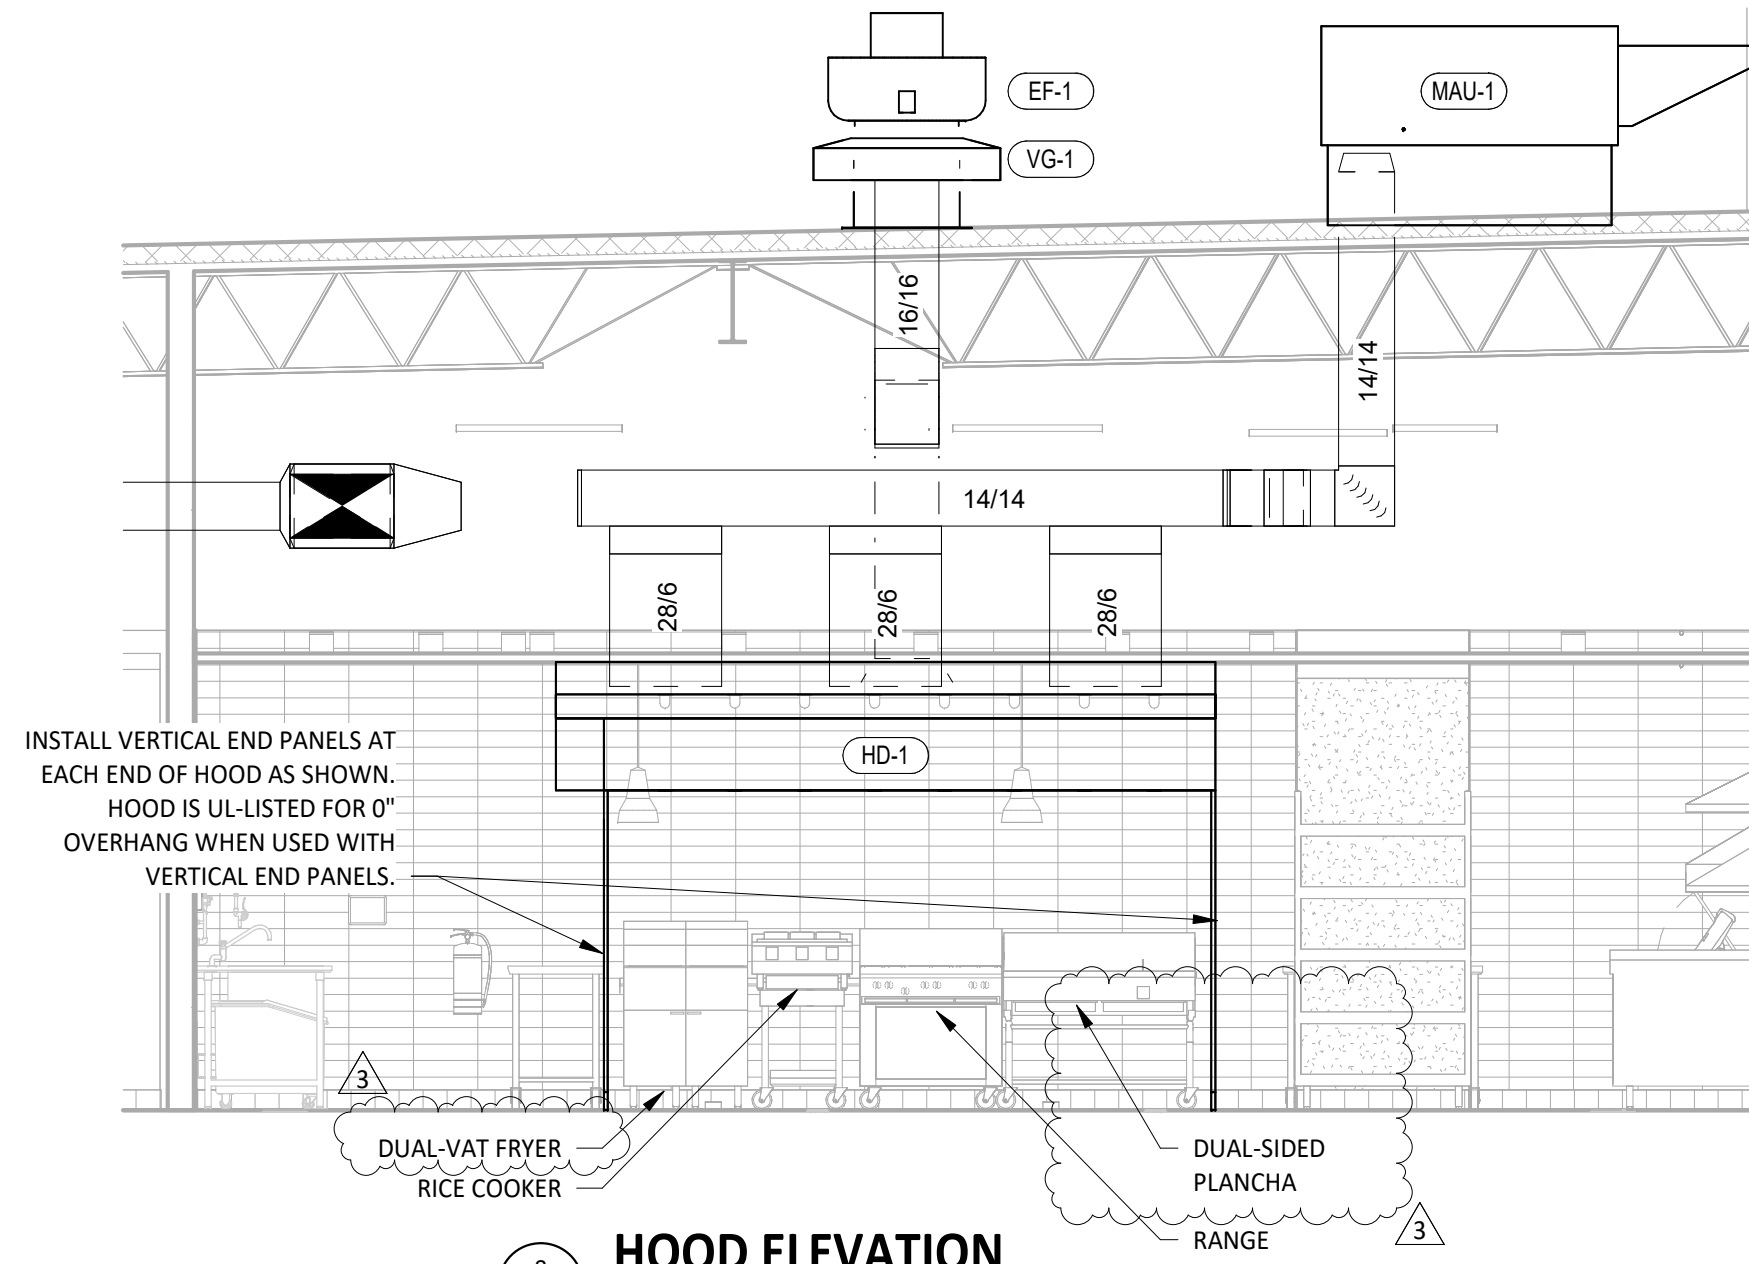 EF-1
MAU-1
VG-1
16/16
14/14
14/14
28/6
28/6
28/6
INSTALL VERTICAL END PANELS AT
EACH END OF HOOD AS SHOWN.
HOOD IS UL-LISTED FOR 0"
OVERHANG WHEN USED WITH
VERTICAL END PANELS.
HD-1
3
DUAL-VAT FRYER
RICE COOKER
DUAL-SIDED
PLANCHA
RANGE
3
HOOD ELEVATION